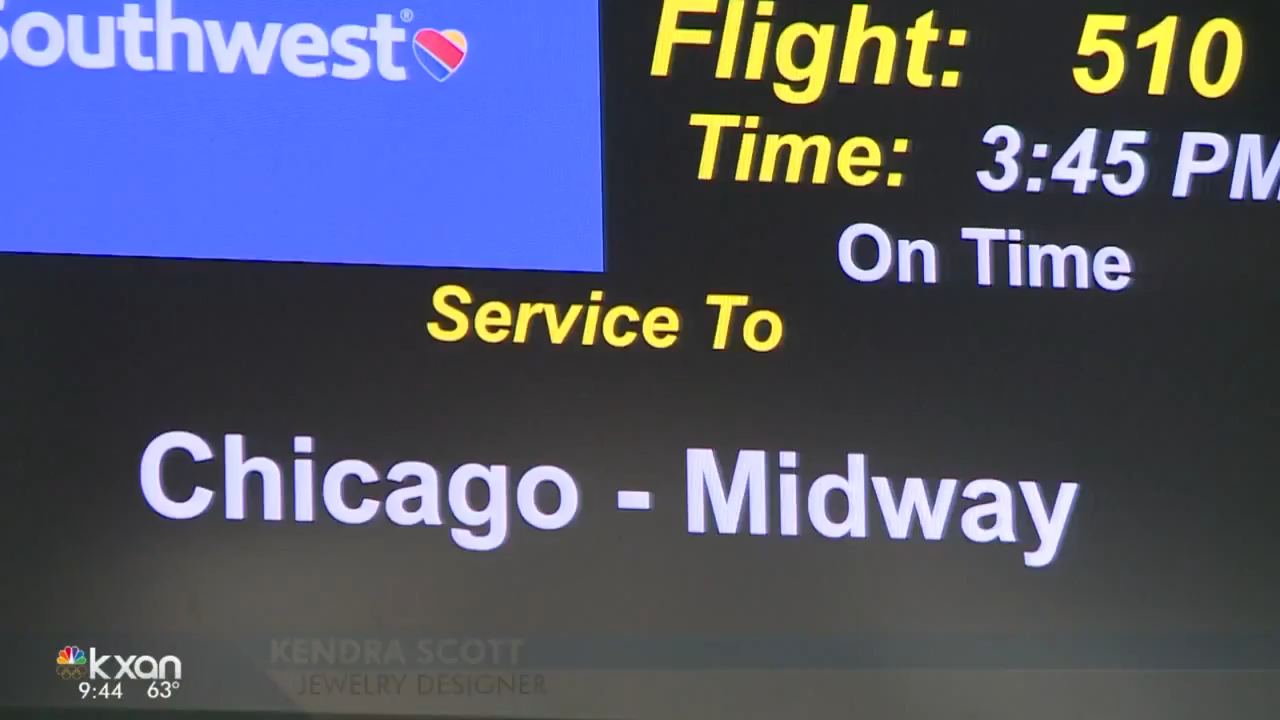 Southwest®
Flight: 510
Time: 3:45 PM
On Time
Service To
Chicago - Midway
KENDRA SCOTT
JEWELRY DESIGNER
kxan
9:44 63°